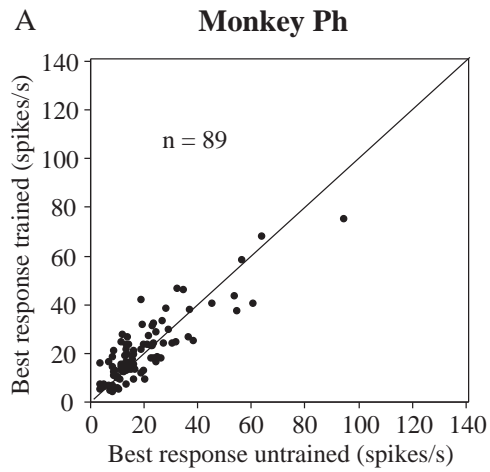 A
Monkey Ph
Best response trained (spikes/s)
140
120
100
80
60
40
20
0
n = 89
0 20 40 60 80 100 120 140
Best response untrained (spikes/s)